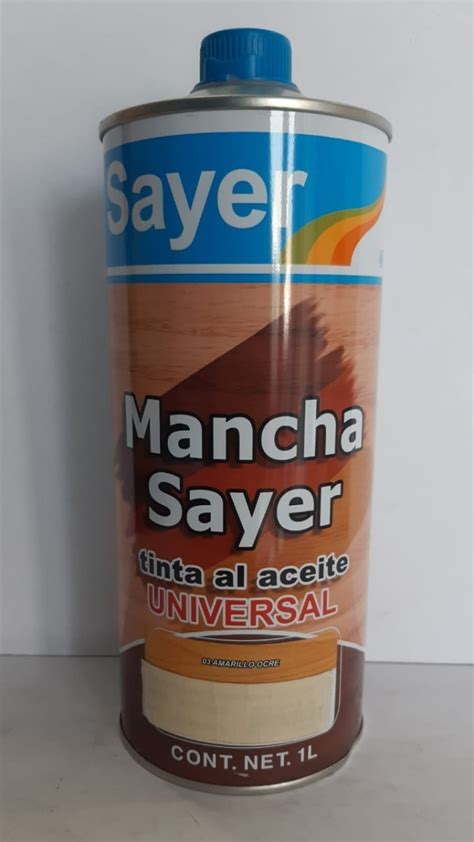 Sayer
Mancha
Sayer
tinta al aceite
UNIVERSAL
03 AMARILLO OCRE
CONT. NET. 1L